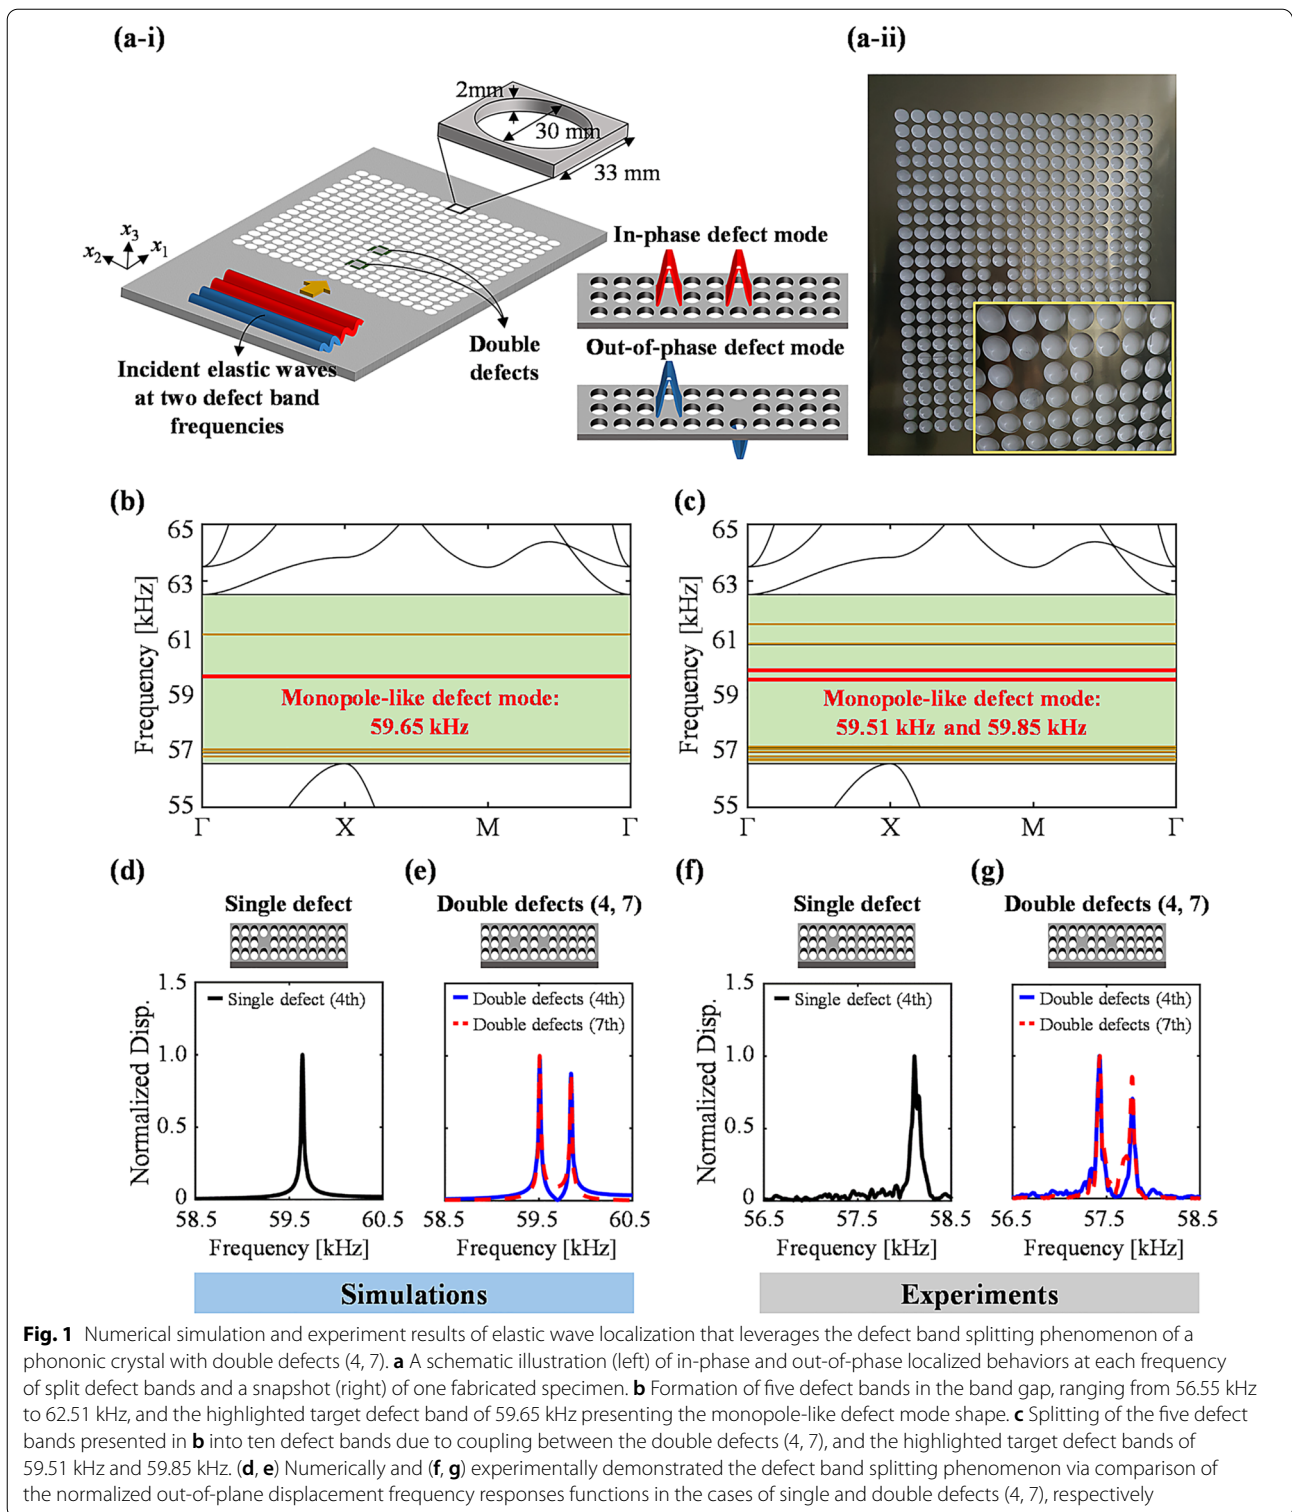 (a-i)
(a-ii)
2mm
30 mm
33 mm
x3
x2
x1
In-phase defect mode
Double
defects
Out-of-phase defect mode
Incident elastic waves
at two defect band
frequencies
(b)
Frequency [kHz]
65
63
61
59
57
55
Monopole-like defect mode:
59.65 kHz
Γ X M Γ
(c)
Frequency [kHz]
65
63
61
59
57
55
Monopole-like defect mode:
59.51 kHz and 59.85 kHz
Γ X M Γ
(d)
Single defect
Normalized Disp.
1.5
1.0
0.5
0
Single defect (4th)
58.5 59.5 60.5
Frequency [kHz]
(e)
Double defects (4, 7)
Double defects (4th)
Double defects (7th)
58.5 59.5 60.5
Frequency [kHz]
Simulations
(f)
Single defect
Normalized Disp.
1.5
1.0
0.5
0
Single defect (4th)
56.5 57.5 58.5
Frequency [kHz]
(g)
Double defects (4, 7)
Double defects (4th)
Double defects (7th)
56.5 57.5 58.5
Frequency [kHz]
Experiments
Fig. 1 Numerical simulation and experiment results of elastic wave localization that leverages the defect band splitting phenomenon of a
phononic crystal with double defects (4, 7). a A schematic illustration (left) of in-phase and out-of-phase localized behaviors at each frequency
of split defect bands and a snapshot (right) of one fabricated specimen. b Formation of five defect bands in the band gap, ranging from 56.55 kHz
to 62.51 kHz, and the highlighted target defect band of 59.65 kHz presenting the monopole-like defect mode shape. c Splitting of the five defect
bands presented in b into ten defect bands due to coupling between the double defects (4, 7), and the highlighted target defect bands of
59.51 kHz and 59.85 kHz. (d, e) Numerically and (f, g) experimentally demonstrated the defect band splitting phenomenon via comparison of
the normalized out-of-plane displacement frequency responses functions in the cases of single and double defects (4, 7), respectively